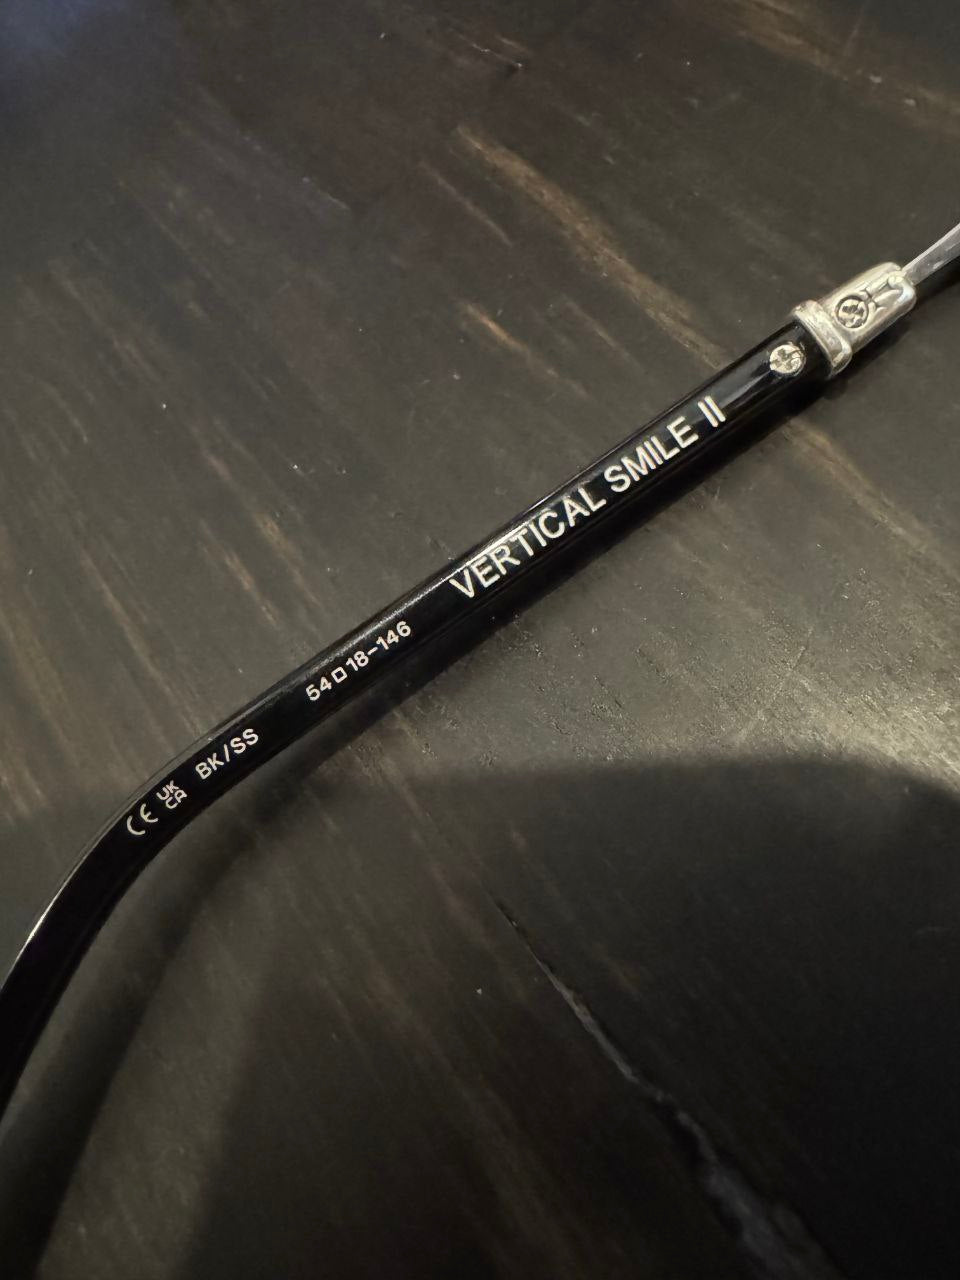 VERTICAL SMILE II
54□18-146
BK/SS
CE UK
CA